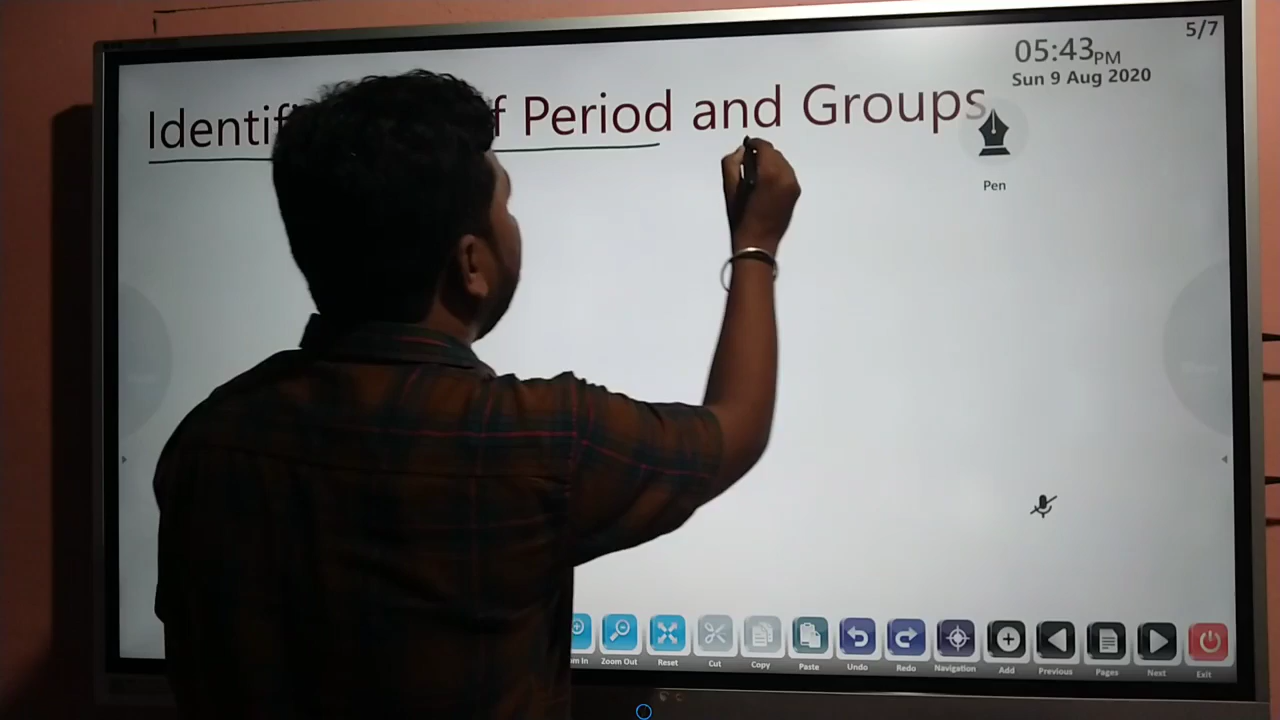 5/7
05:43PM
Sun 9 Aug 2020
of Period and Groups
Pen
Zoom Out
Reset
Cut
Copy
Paste
Undo
Redo
Navigation
Add
Previous
Pages
Next
Exit